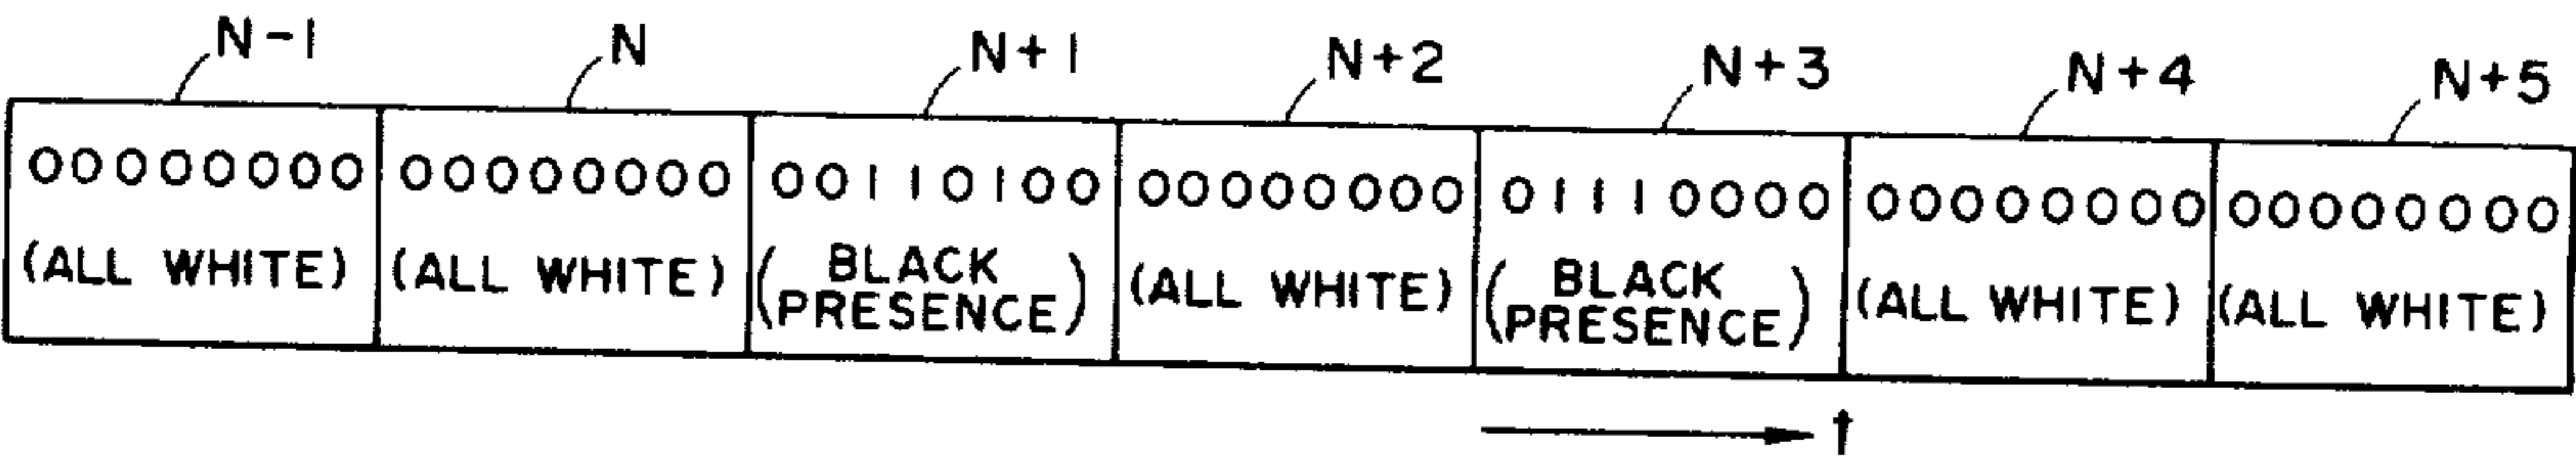 N-1 N N+1 N+2 N+3 N+4 N+5
00000000 00000000 00110100 00000000 01110000 00000000 00000000
(ALL WHITE) (ALL WHITE) (BLACK PRESENCE) (ALL WHITE) (BLACK PRESENCE) (ALL WHITE) (ALL WHITE)
t